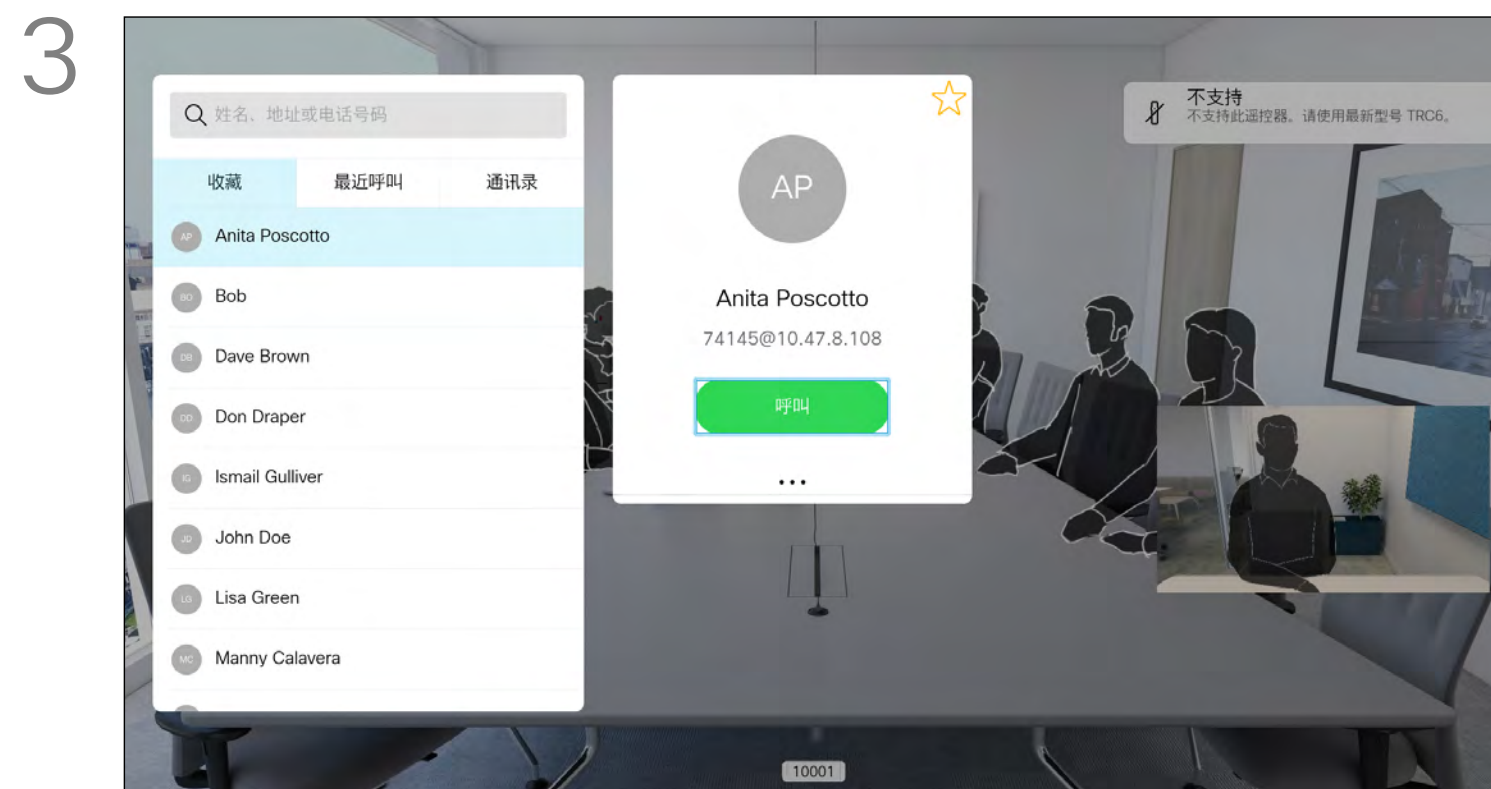 3
姓名、地址或电话号码
收藏
最近呼叫
通讯录
AP Anita Poscotto
BO Bob
DB Dave Brown
DD Don Draper
IG Ismail Gulliver
JD John Doe
LG Lisa Green
MC Manny Calavera
AP
Anita Poscotto
74145@10.47.8.108
呼叫
...
不支持
不支持此遥控器。请使用最新型号 TRC6。
10001